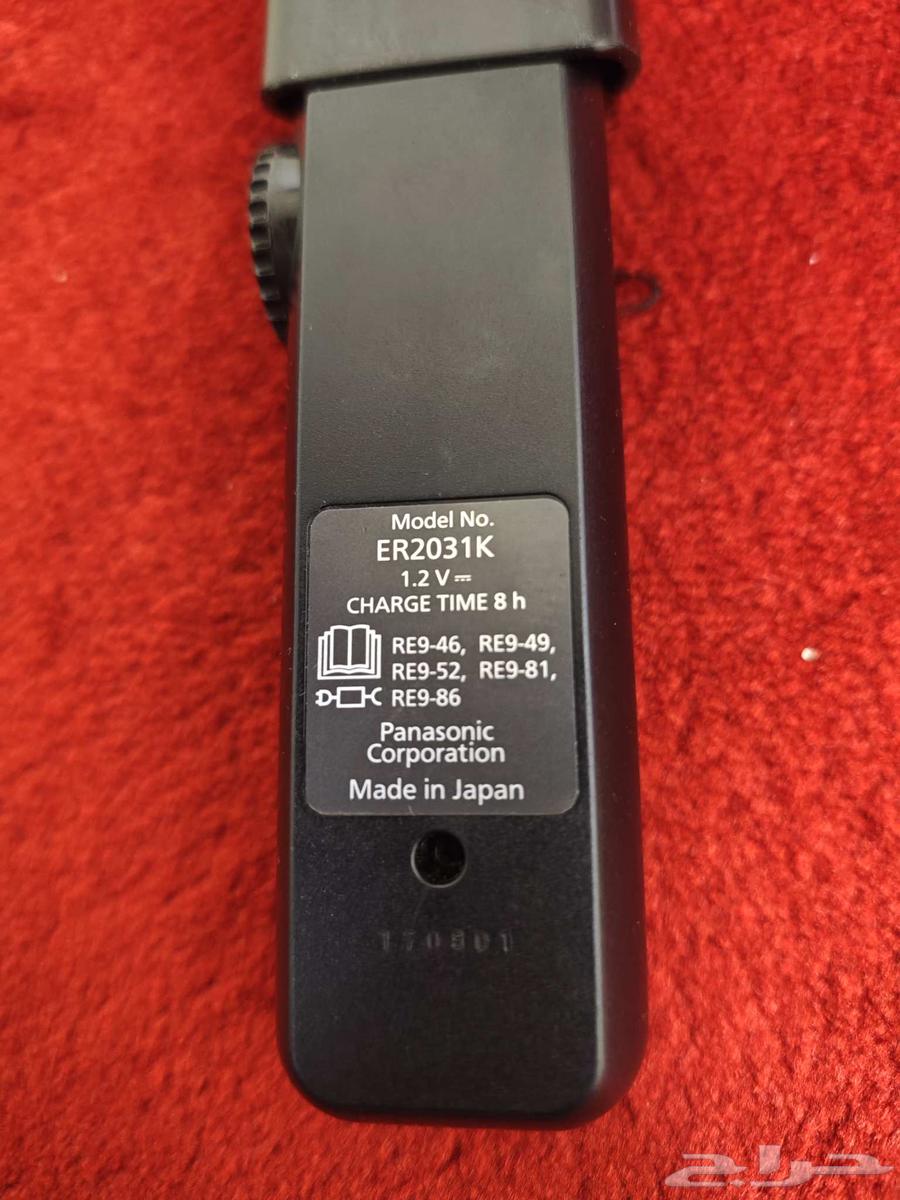 Model No.
ER2031K
1.2 V ⎓
CHARGE TIME 8 h
RE9-46, RE9-49,
RE9-52, RE9-81,
RE9-86
Panasonic
Corporation
Made in Japan
حراج